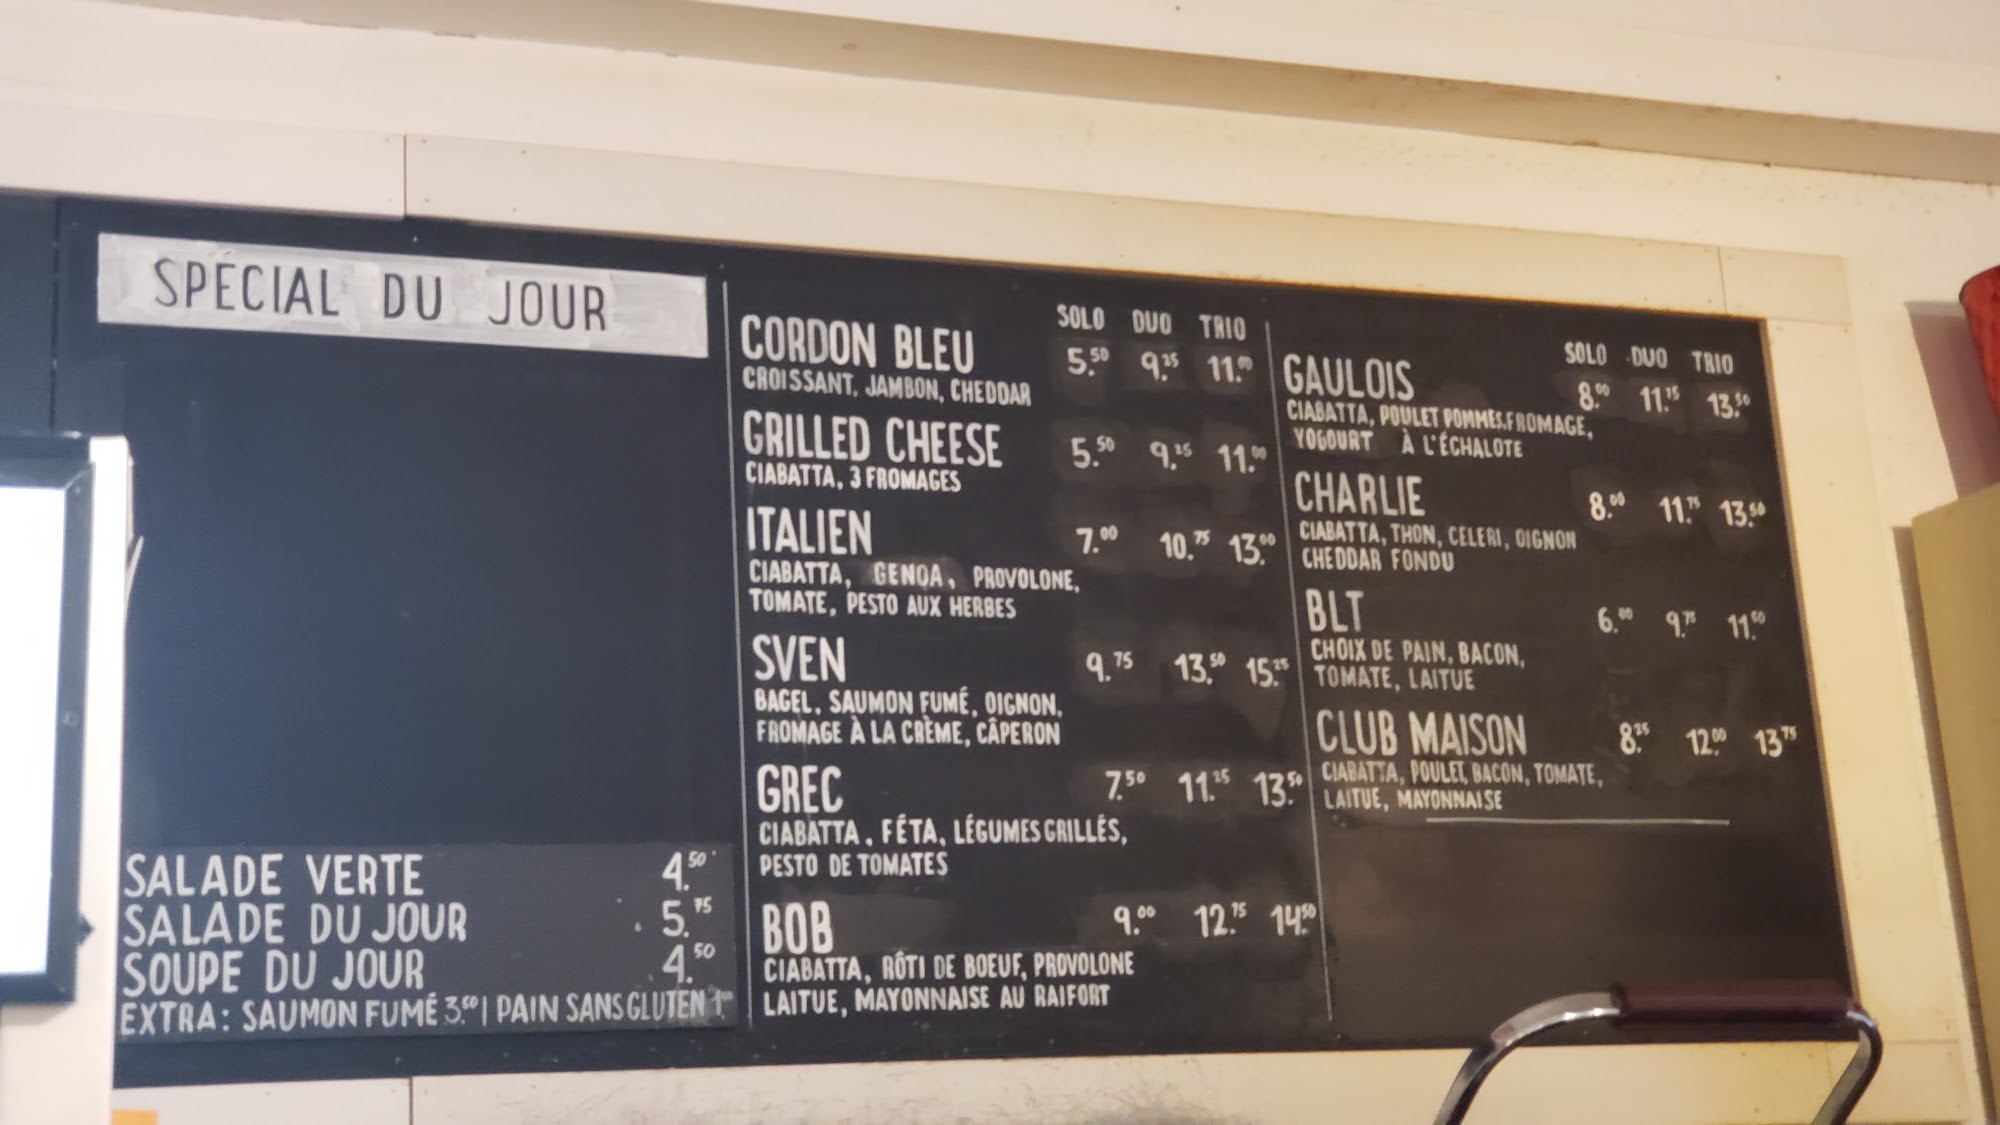 SPÉCIAL DU JOUR
SALADE VERTE 4.50
SALADE DU JOUR 5.75
SOUPE DU JOUR 4.50
EXTRA: SAUMON FUMÉ 3.50 | PAIN SANS GLUTEN 1.00
SOLO DUO TRIO
CORDON BLEU 5.50 9.25 11.00
CROISSANT, JAMBON, CHEDDAR
GRILLED CHEESE 5.50 9.25 11.00
CIABATTA, 3 FROMAGES
ITALIEN 7.00 10.75 13.00
CIABATTA, GENOA, PROVOLONE,
TOMATE, PESTO AUX HERBES
SVEN 9.75 13.50 15.25
BAGEL, SAUMON FUMÉ, OIGNON,
FROMAGE À LA CRÈME, CÂPERON
GREC 7.50 11.25 13.50
CIABATTA, FÉTA, LÉGUMES GRILLÉS,
PESTO DE TOMATES
BOB 9.00 12.75 14.50
CIABATTA, RÔTI DE BOEUF, PROVOLONE
LAITUE, MAYONNAISE AU RAIFORT
SOLO DUO TRIO
GAULOIS 8.00 11.75 13.50
CIABATTA, POULET POMMES, FROMAGE,
YOGOURT À L'ÉCHALOTE
CHARLIE 8.00 11.75 13.50
CIABATTA, THON, CELERI, OIGNON
CHEDDAR FONDU
BLT 6.00 9.75 11.50
CHOIX DE PAIN, BACON,
TOMATE, LAITUE
CLUB MAISON 8.25 12.00 13.75
CIABATTA, POULET, BACON, TOMATE,
LAITUE, MAYONNAISE